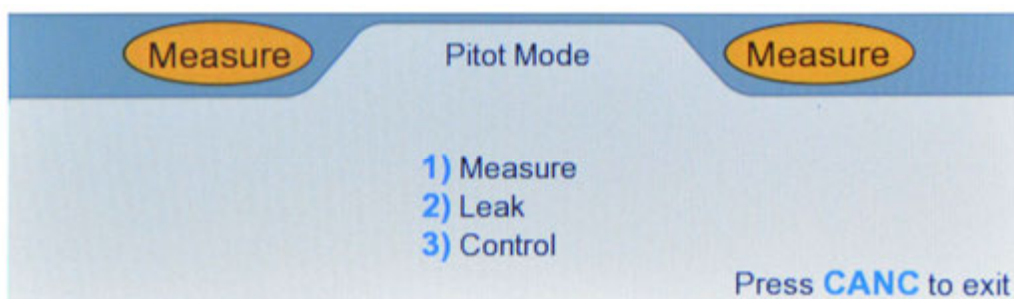 Measure Pitot Mode Measure
1) Measure
2) Leak
3) Control
Press CANC to exit